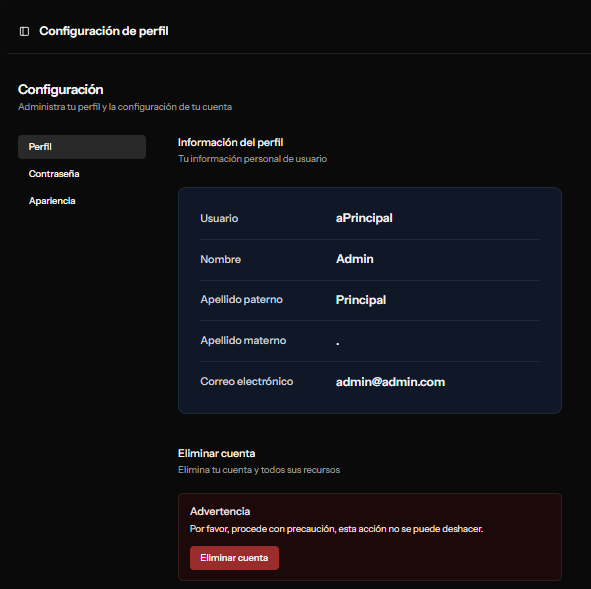 Configuración de perfil
Configuración
Administra tu perfil y la configuración de tu cuenta
Perfil
Contraseña
Apariencia
Información del perfil
Tu información personal de usuario
Usuario aPrincipal
Nombre Admin
Apellido paterno Principal
Apellido materno .
Correo electrónico admin@admin.com
Eliminar cuenta
Elimina tu cuenta y todos sus recursos
Advertencia
Por favor, procede con precaución, esta acción no se puede deshacer.
Eliminar cuenta